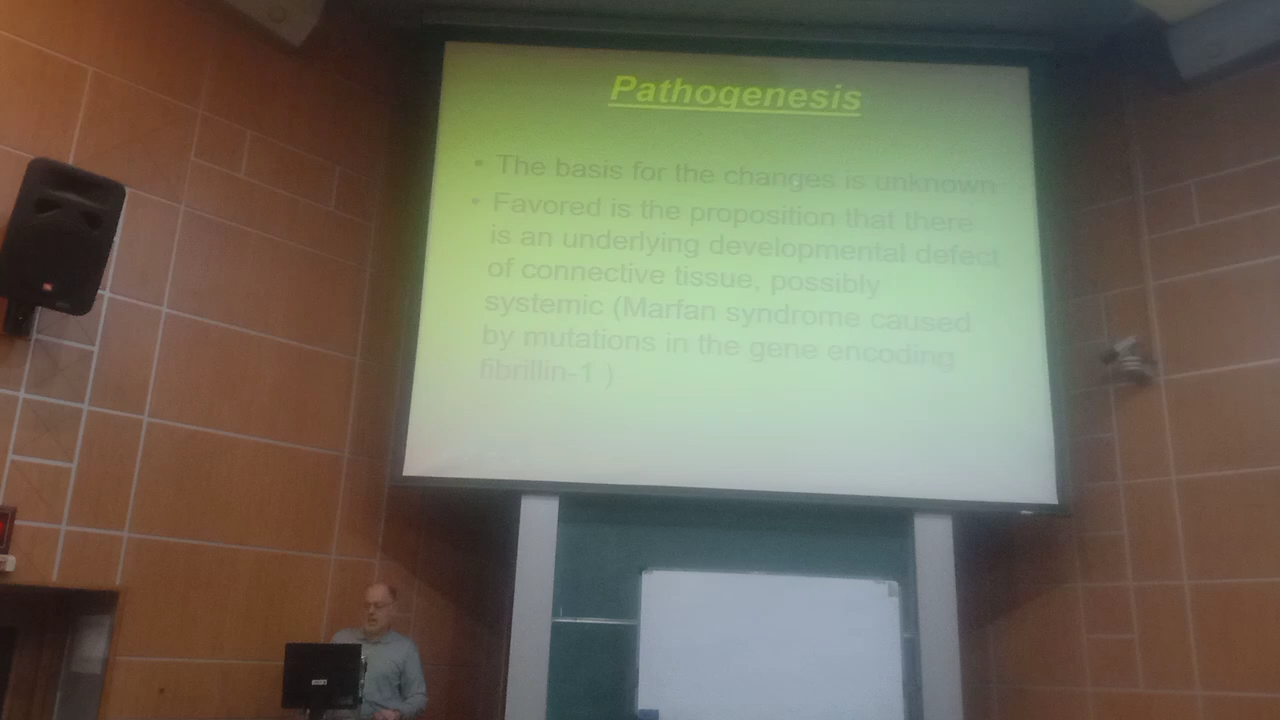 Pathogenesis
• The basis for the changes is unknown
• Favored is the proposition that there
is an underlying developmental defect
of connective tissue, possibly
systemic (Marfan syndrome caused
by mutations in the gene encoding
fibrillin-1 )